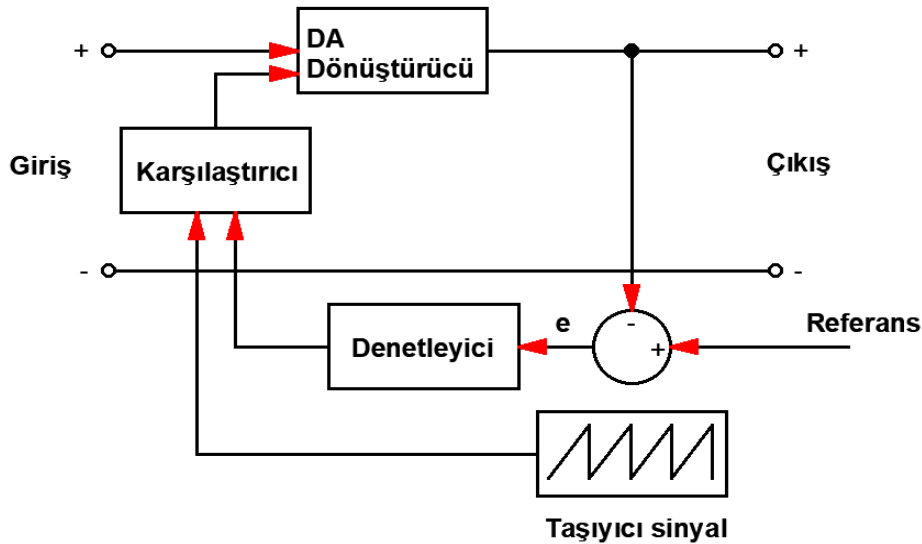 +
DA
Dönüştürücü
+
Giriş
Karşılaştırıcı
Çıkış
-
-
Denetleyici
e
-
+
Referans
Taşıyıcı sinyal